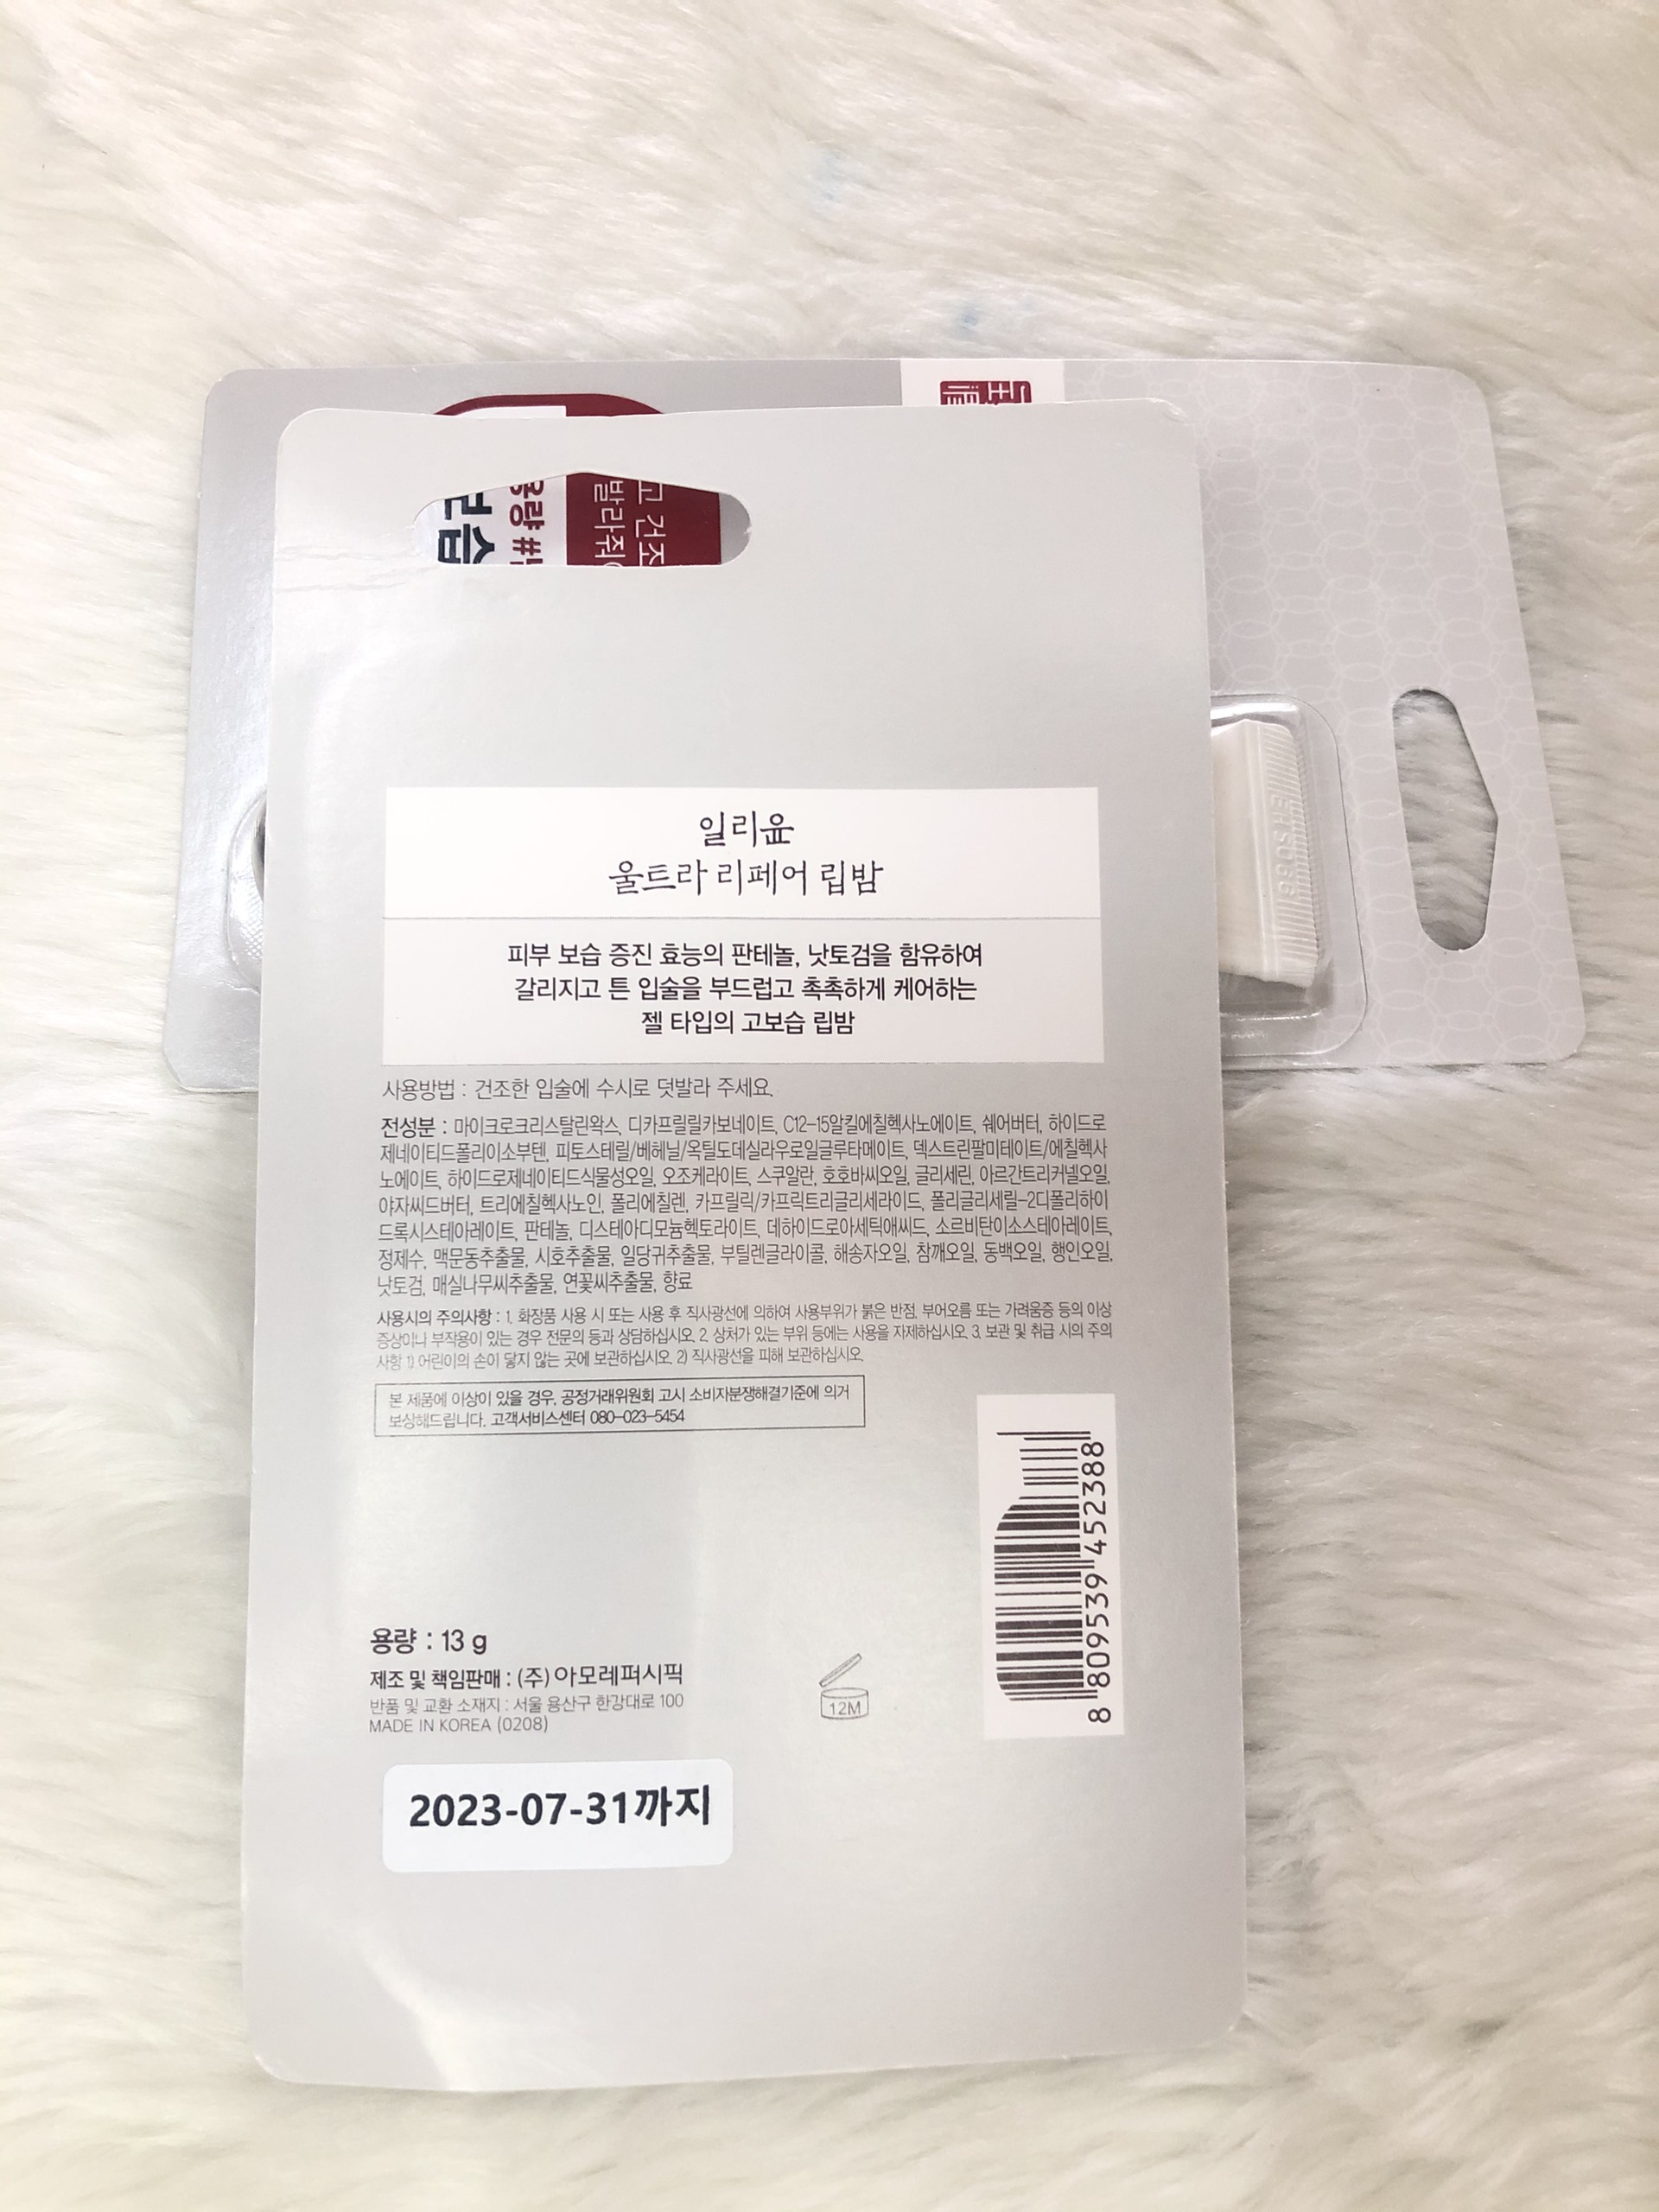 고 건조
발라줘
용량 #
보습
일리윤
울트라 리페어 립밤
피부 보습 증진 효능의 판테놀, 낫토검을 함유하여
갈리지고 튼 입술을 부드럽고 촉촉하게 케어하는
젤 타입의 고보습 립밤
사용방법 : 건조한 입술에 수시로 덧발라 주세요.
전성분 : 마이크로크리스탈린왁스, 디카프릴릴카보네이트, C12-15알킬에칠헥사노에이트, 쉐어버터, 하이드로
제네이티드폴리이소부텐, 피토스테릴/베헤닐/옥틸도데실라우로일글루타메이트, 덱스트린팔미테이트/에칠헥사
노에이트, 하이드로제네이티드식물성오일, 오조케라이트, 스쿠알란, 호호바씨오일, 글리세린, 아르간트리커넬오일,
야자씨드버터, 트리에칠헥사노인, 폴리에칠렌, 카프릴릭/카프릭트리글리세라이드, 폴리글리세릴-2디폴리하이
드록시스테아레이트, 판테놀, 디스테아디모늄헥토라이트, 데하이드로아세틱애씨드, 소르비탄이소스테아레이트,
정제수, 맥문동추출물, 시호추출물, 일당귀추출물, 부틸렌글라이콜, 해송자오일, 참깨오일, 동백오일, 행인오일,
낫토검, 매실나무씨추출물, 연꽃씨추출물, 향료
사용시의 주의사항 : 1. 화장품 사용 시 또는 사용 후 직사광선에 의하여 사용부위가 붉은 반점, 부어오름 또는 가려움증 등의 이상
증상이나 부작용이 있는 경우 전문의 등과 상담하십시오. 2. 상처가 있는 부위 등에는 사용을 자제하십시오. 3. 보관 및 취급 시의 주의
사항 1) 어린이의 손이 닿지 않는 곳에 보관하십시오. 2) 직사광선을 피해 보관하십시오.
본 제품에 이상이 있을 경우, 공정거래위원회 고시 소비자분쟁해결기준에 의거
보상해드립니다. 고객서비스센터 080-023-5454
8 809539 452388
용량 : 13 g
제조 및 책임판매 : (주)아모레퍼시픽
반품 및 교환 소재지 : 서울 용산구 한강대로 100
MADE IN KOREA (0208)
12M
2023-07-31까지